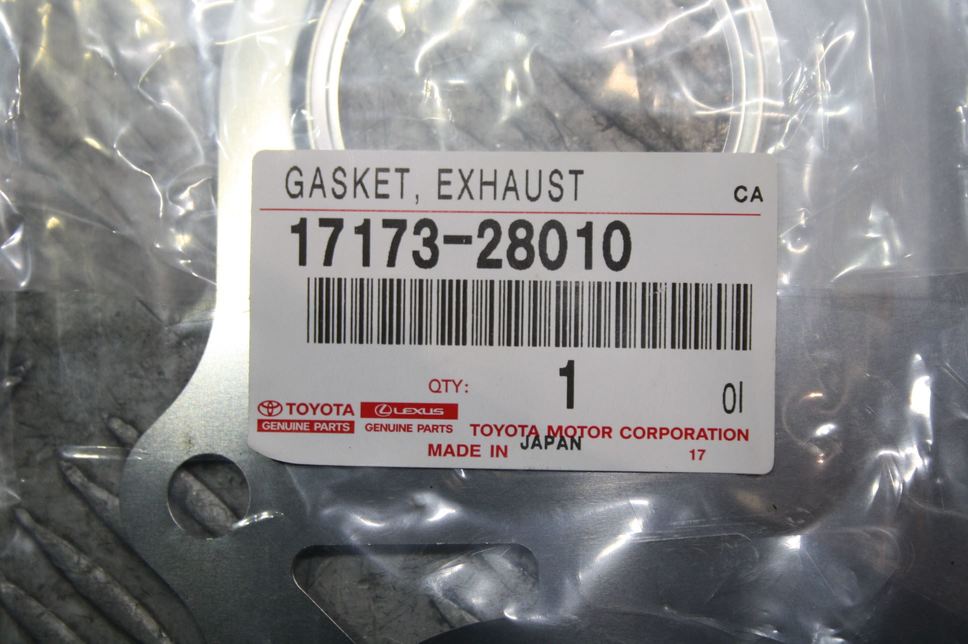 GASKET, EXHAUST CA
17173-28010
QTY: 1 01
TOYOTA LEXUS
GENUINE PARTS GENUINE PARTS TOYOTA MOTOR CORPORATION
MADE IN JAPAN 17